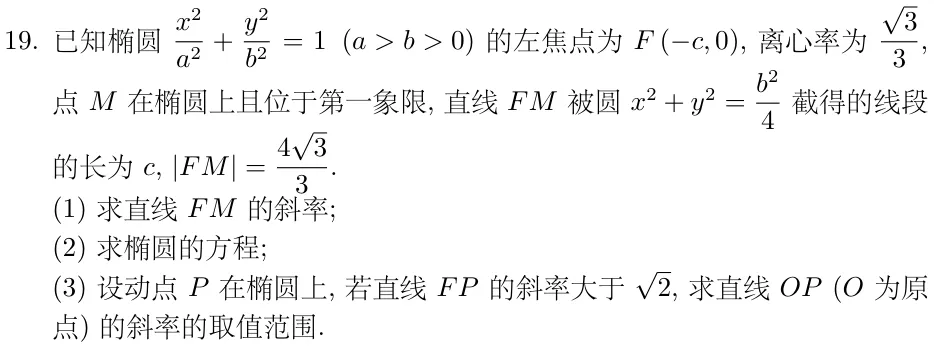 19. 已知椭圆 $\dfrac{x^2}{a^2} + \dfrac{y^2}{b^2} = 1$ $(a > b > 0)$ 的左焦点为 $F(-c, 0)$, 离心率为 $\dfrac{\sqrt{3}}{3}$,
点 $M$ 在椭圆上且位于第一象限, 直线 $FM$ 被圆 $x^2 + y^2 = \dfrac{b^2}{4}$ 截得的线段
的长为 $c$, $|FM| = \dfrac{4\sqrt{3}}{3}$.
(1) 求直线 $FM$ 的斜率;
(2) 求椭圆的方程;
(3) 设动点 $P$ 在椭圆上, 若直线 $FP$ 的斜率大于 $\sqrt{2}$, 求直线 $OP$ ($O$ 为原
点) 的斜率的取值范围.